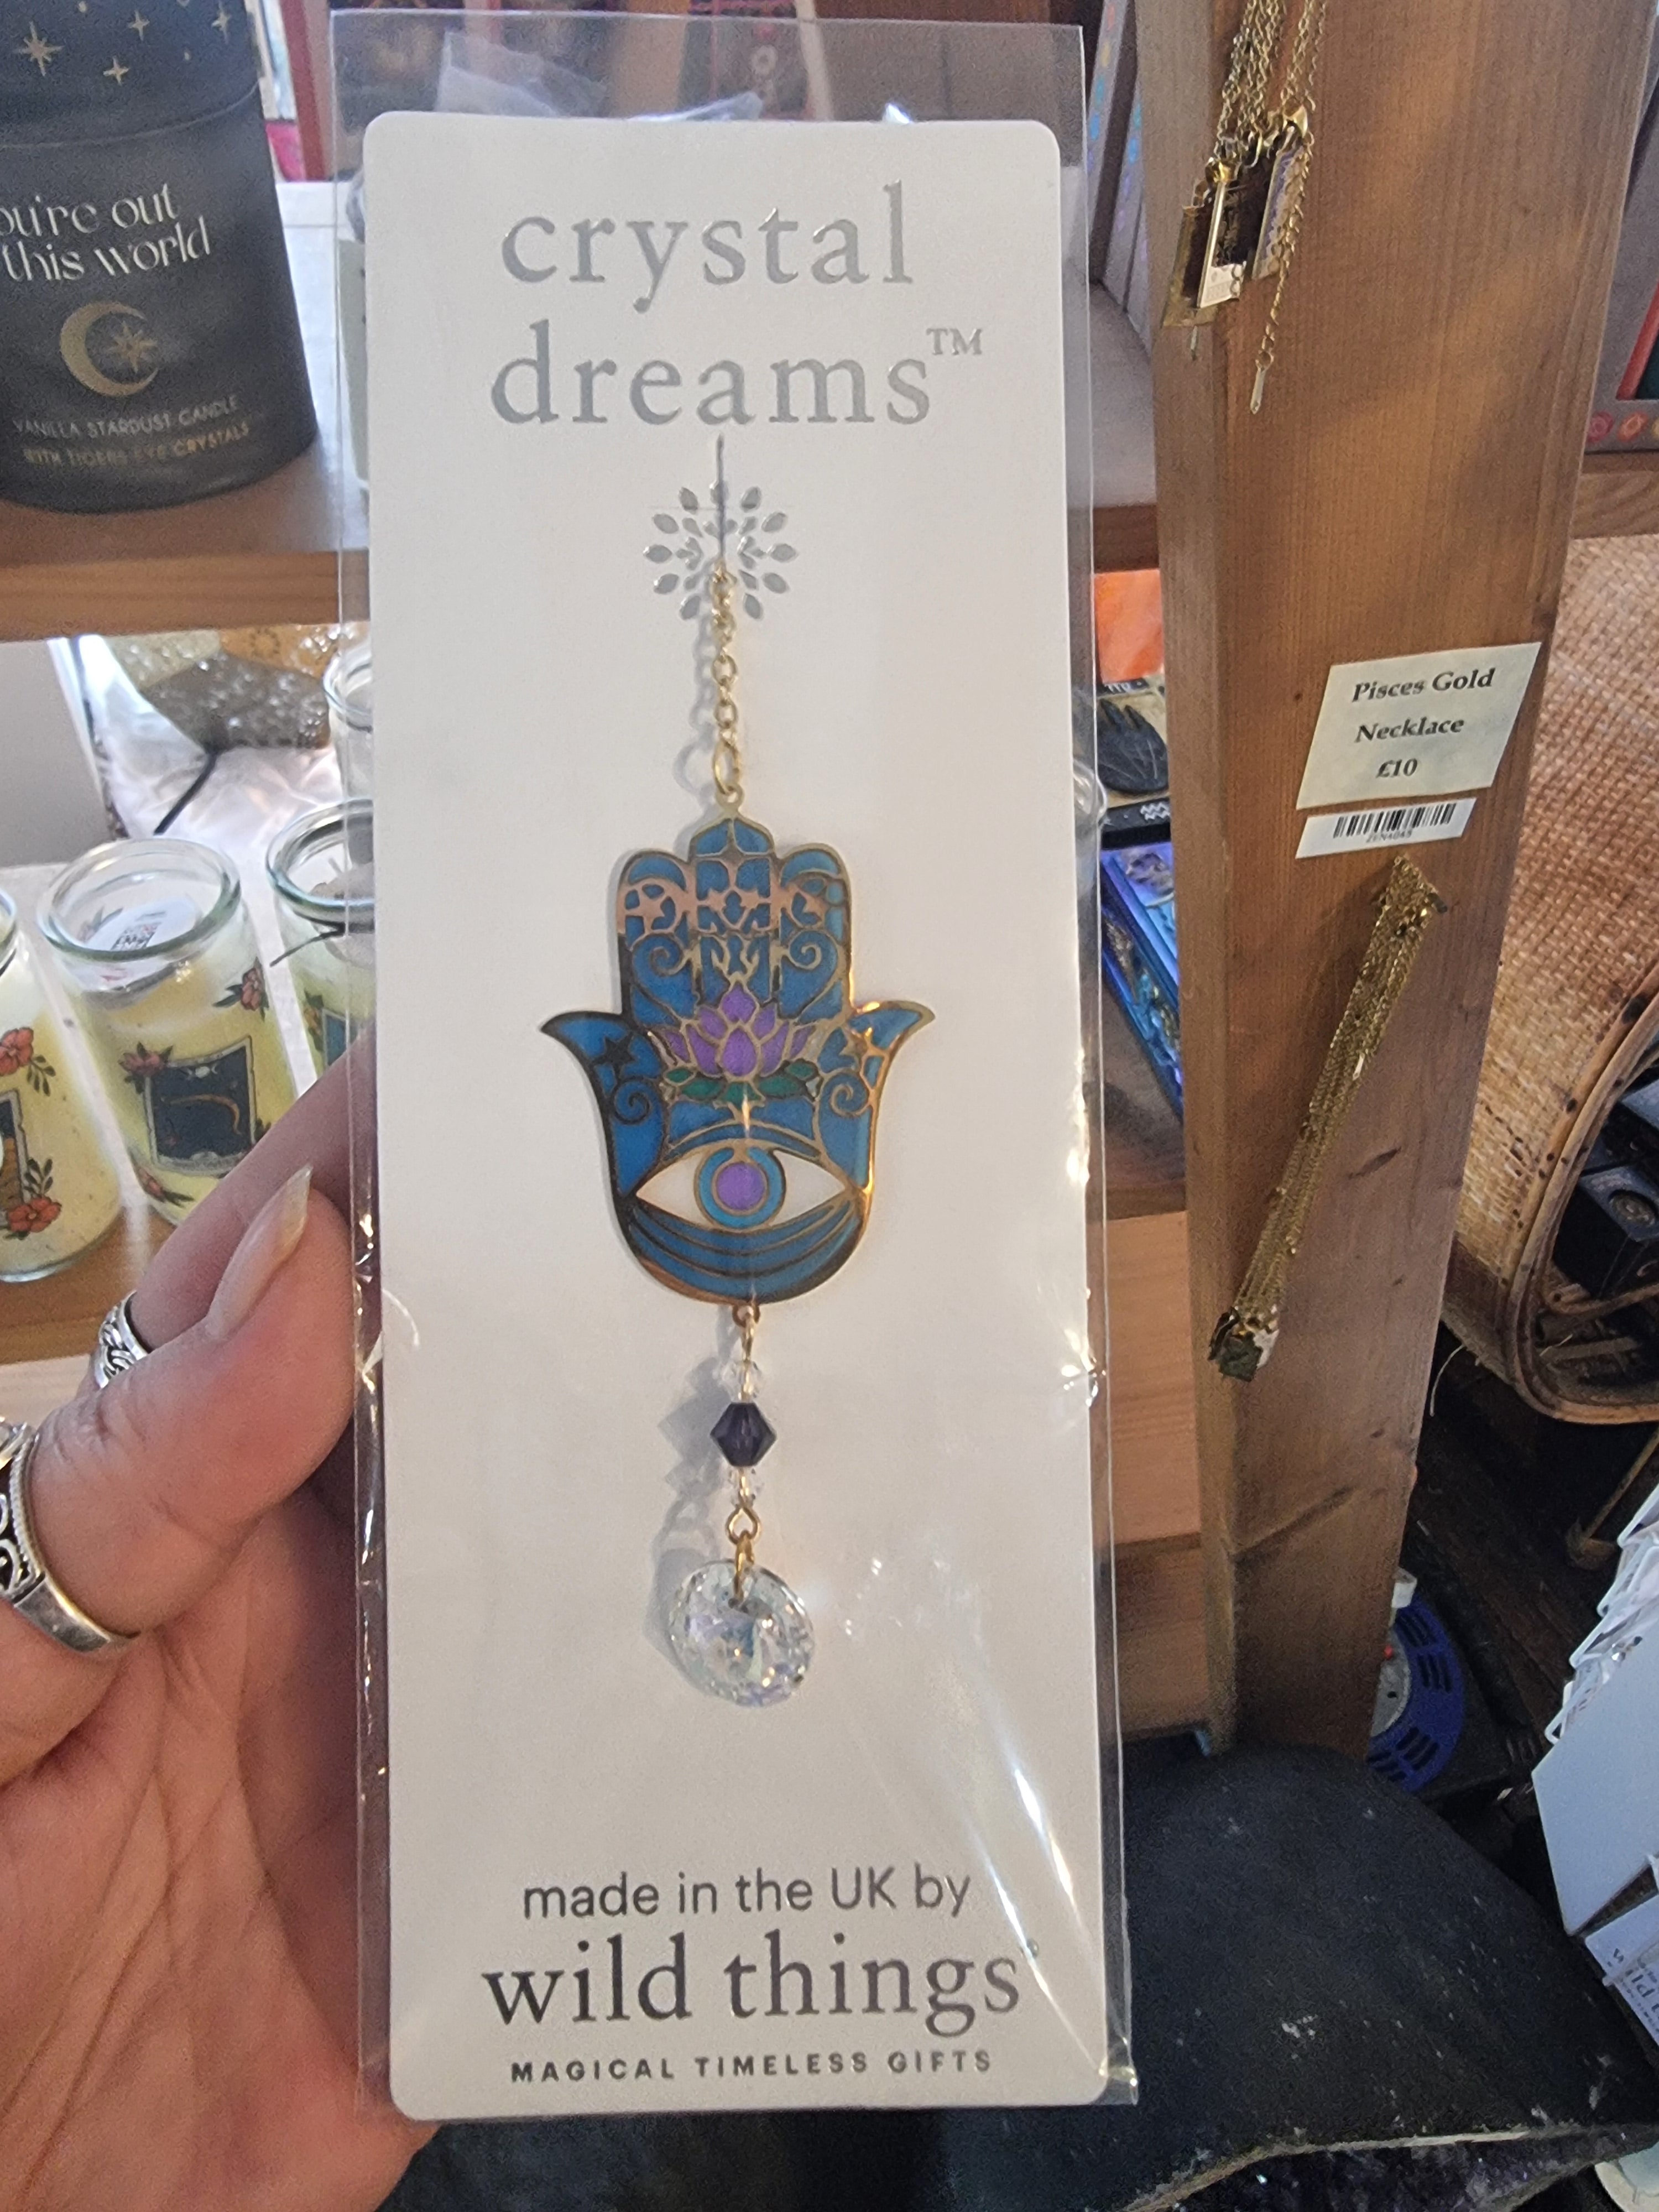 crystal
dreams™
made in the UK by
wild things
MAGICAL TIMELESS GIFTS
ou're out
this world
VANILLA STARDUST CANDLE
WITH TIGERS EYE CRYSTALS
Pisces Gold
Necklace
£10